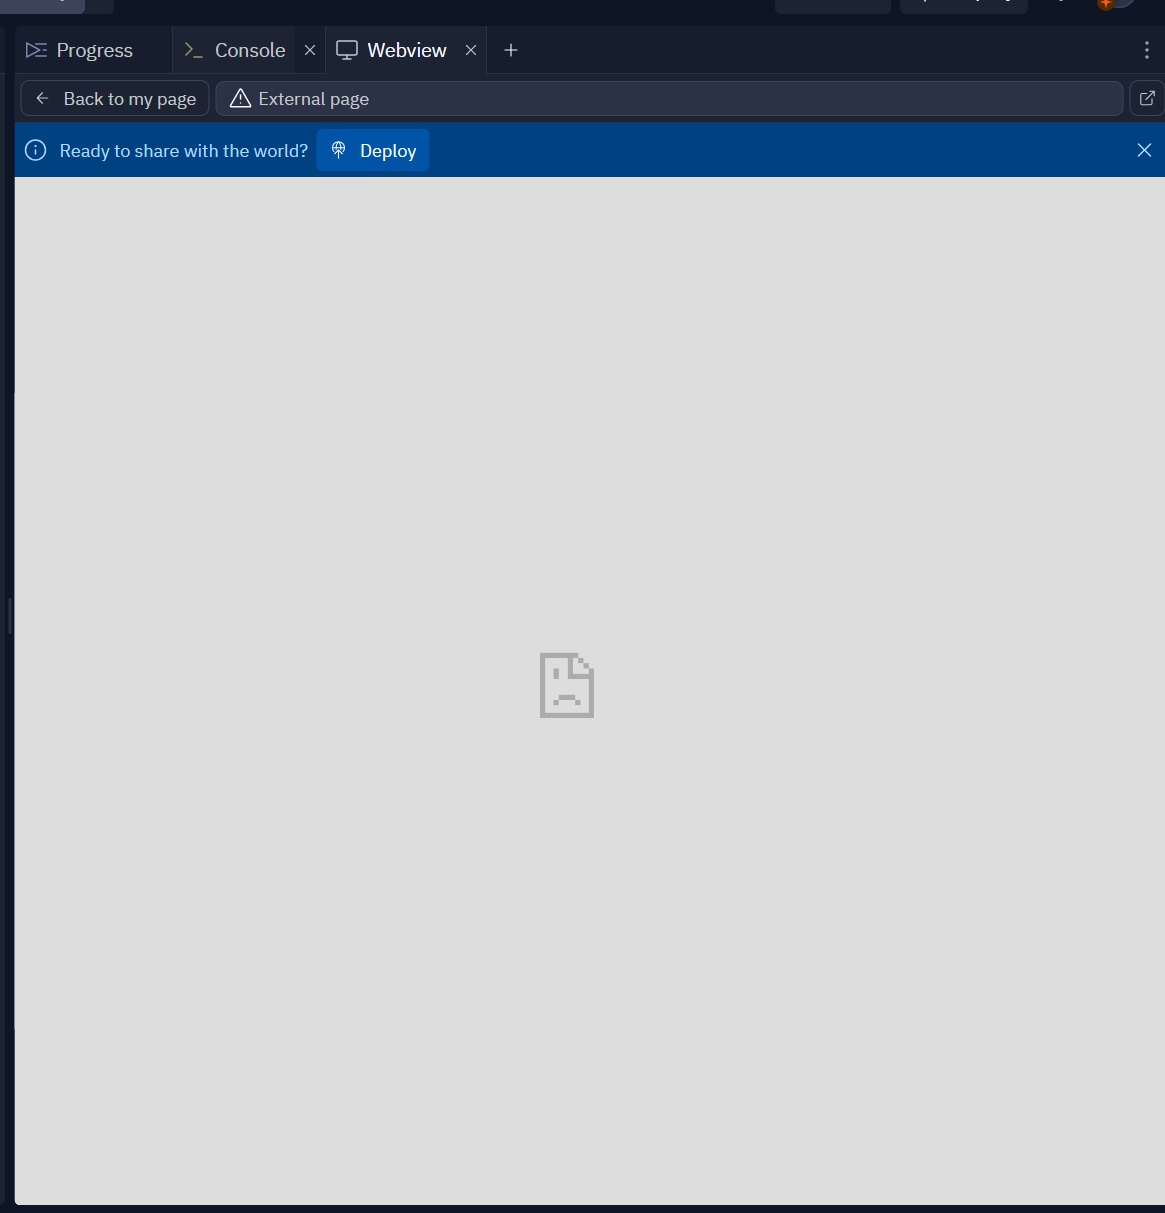 Progress
Console
Webview
Back to my page
External page
Ready to share with the world?
Deploy